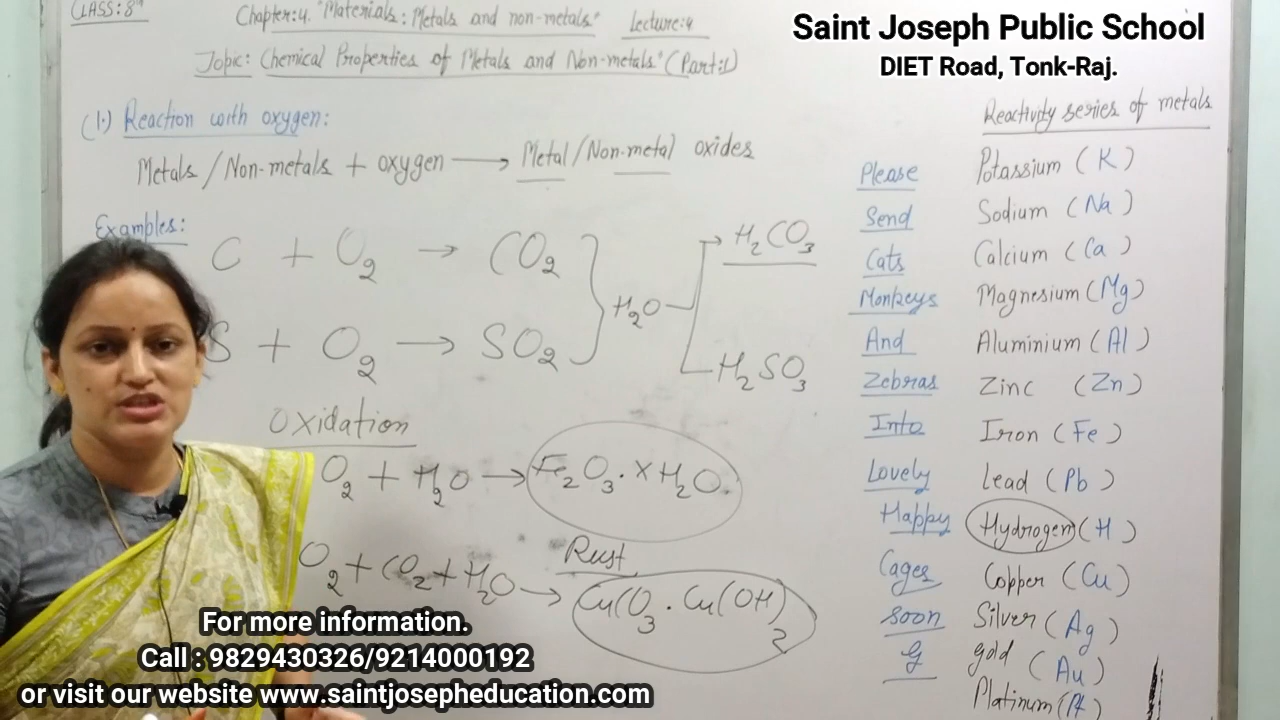 CLASS: 8th
Chapter: 4. "Materials: Metals and non-metals" Lecture: 4
Topic: Chemical Properties of Metals and Non-metals" (Part:1)
Saint Joseph Public School
DIET Road, Tonk-Raj.
(1.) Reaction with oxygen:
Metals/Non-metals + oxygen → Metal/Non-metal oxides
Examples:
C + O₂ → CO₂
S + O₂ → SO₂
H₂O
H₂CO₃
H₂SO₃
Oxidation
O₂ + H₂O → Fe₂O₃.xH₂O.
Rust
O₂ + CO₂ + H₂O → CuCO₃.Cu(OH)₂
Reactivity series of metals
Please Potassium (K)
Send Sodium (Na)
Cats Calcium (Ca)
Monkeys Magnesium (Mg)
And Aluminium (Al)
Zebras Zinc (Zn)
Into Iron (Fe)
Lovely Lead (Pb)
Happy Hydrogen (H)
Cages Copper (Cu)
soon Silver (Ag)
G gold (Au)
Platinum (Pt)
For more information.
Call : 9829430326/9214000192
or visit our website www.saintjosepheducation.com